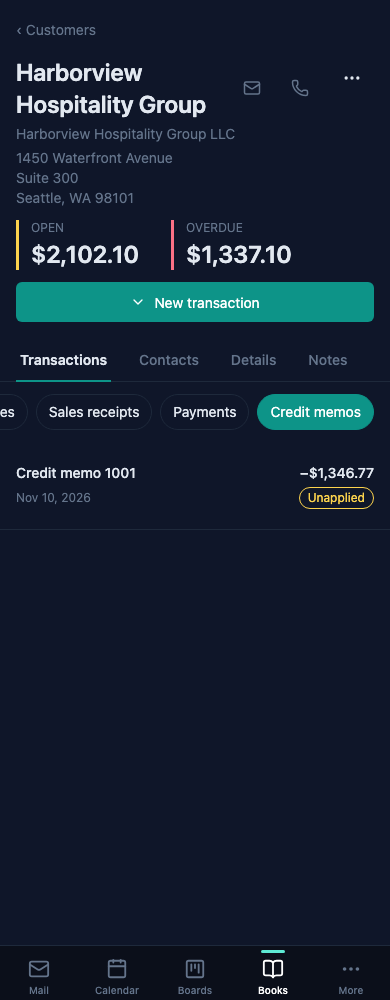 ‹ Customers
Harborview
Hospitality Group
Harborview Hospitality Group LLC
1450 Waterfront Avenue
Suite 300
Seattle, WA 98101
OPEN
$2,102.10
OVERDUE
$1,337.10
New transaction
Transactions Contacts Details Notes
es Sales receipts Payments Credit memos
Credit memo 1001 −$1,346.77
Nov 10, 2026 Unapplied
Mail Calendar Boards Books More